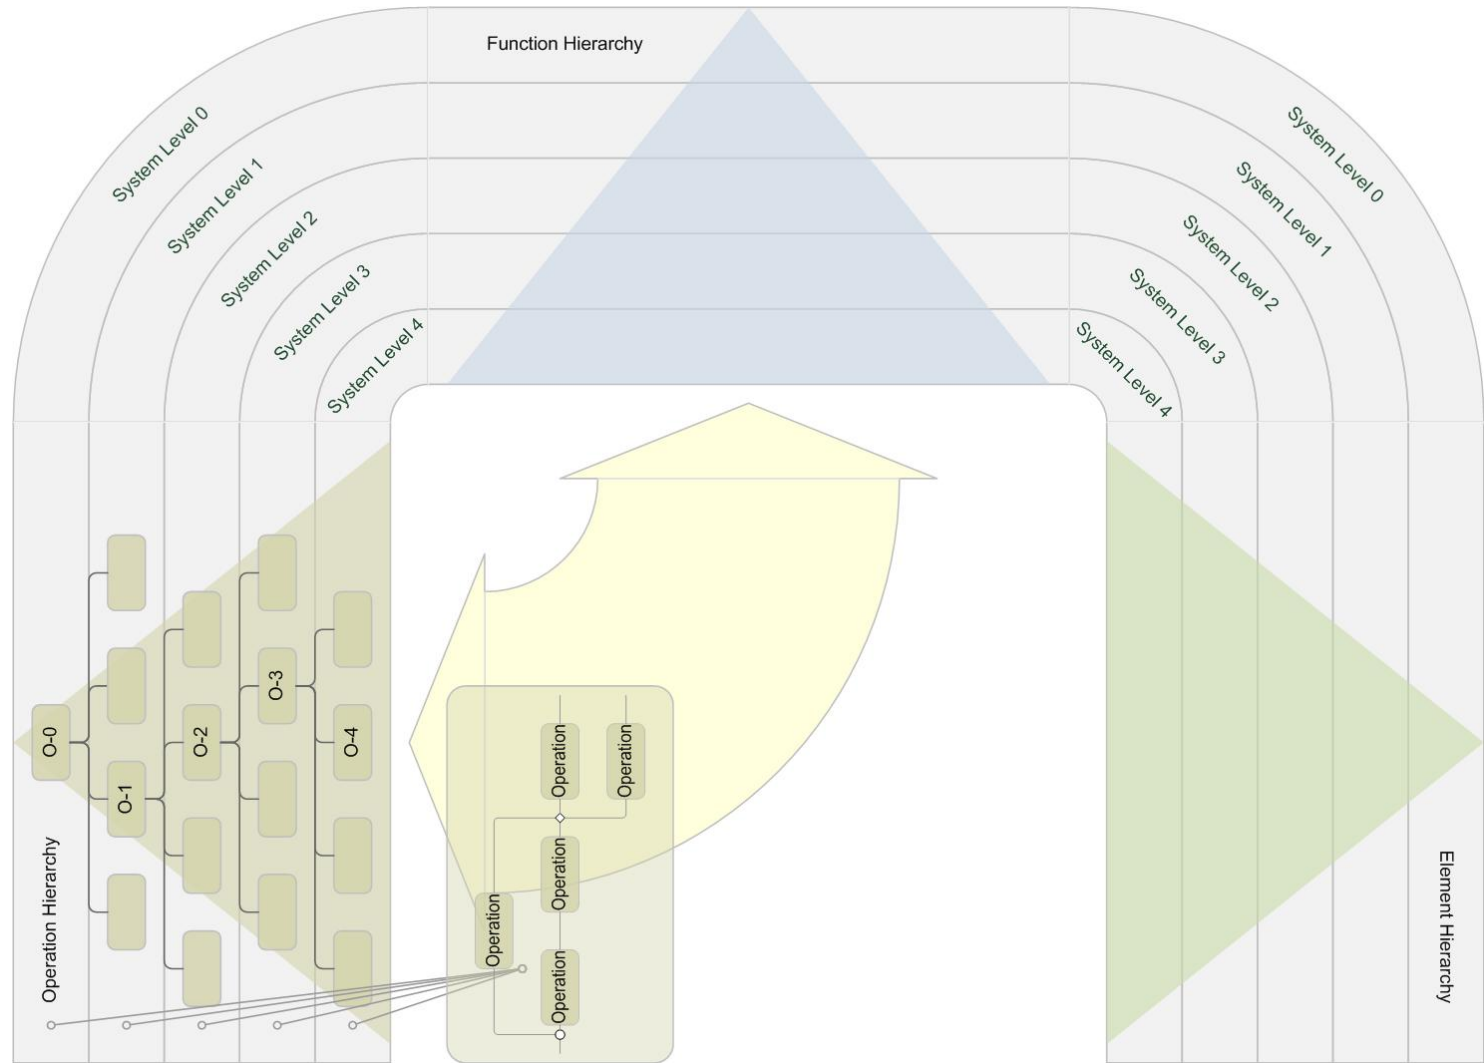 Function Hierarchy
System Level 0
System Level 1
System Level 2
System Level 3
System Level 4
System Level 0
System Level 1
System Level 2
System Level 3
System Level 4
Operation Hierarchy
O-0
O-1
O-2
O-3
O-4
Operation
Operation
Operation
Operation
Operation
Element Hierarchy